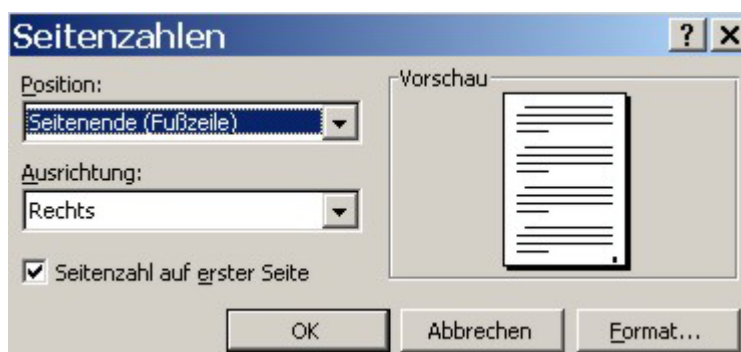 Seitenzahlen
Position:
Seitenende (Fußzeile)
Ausrichtung:
Rechts
Seitenzahl auf erster Seite
Vorschau
OK
Abbrechen
Format...